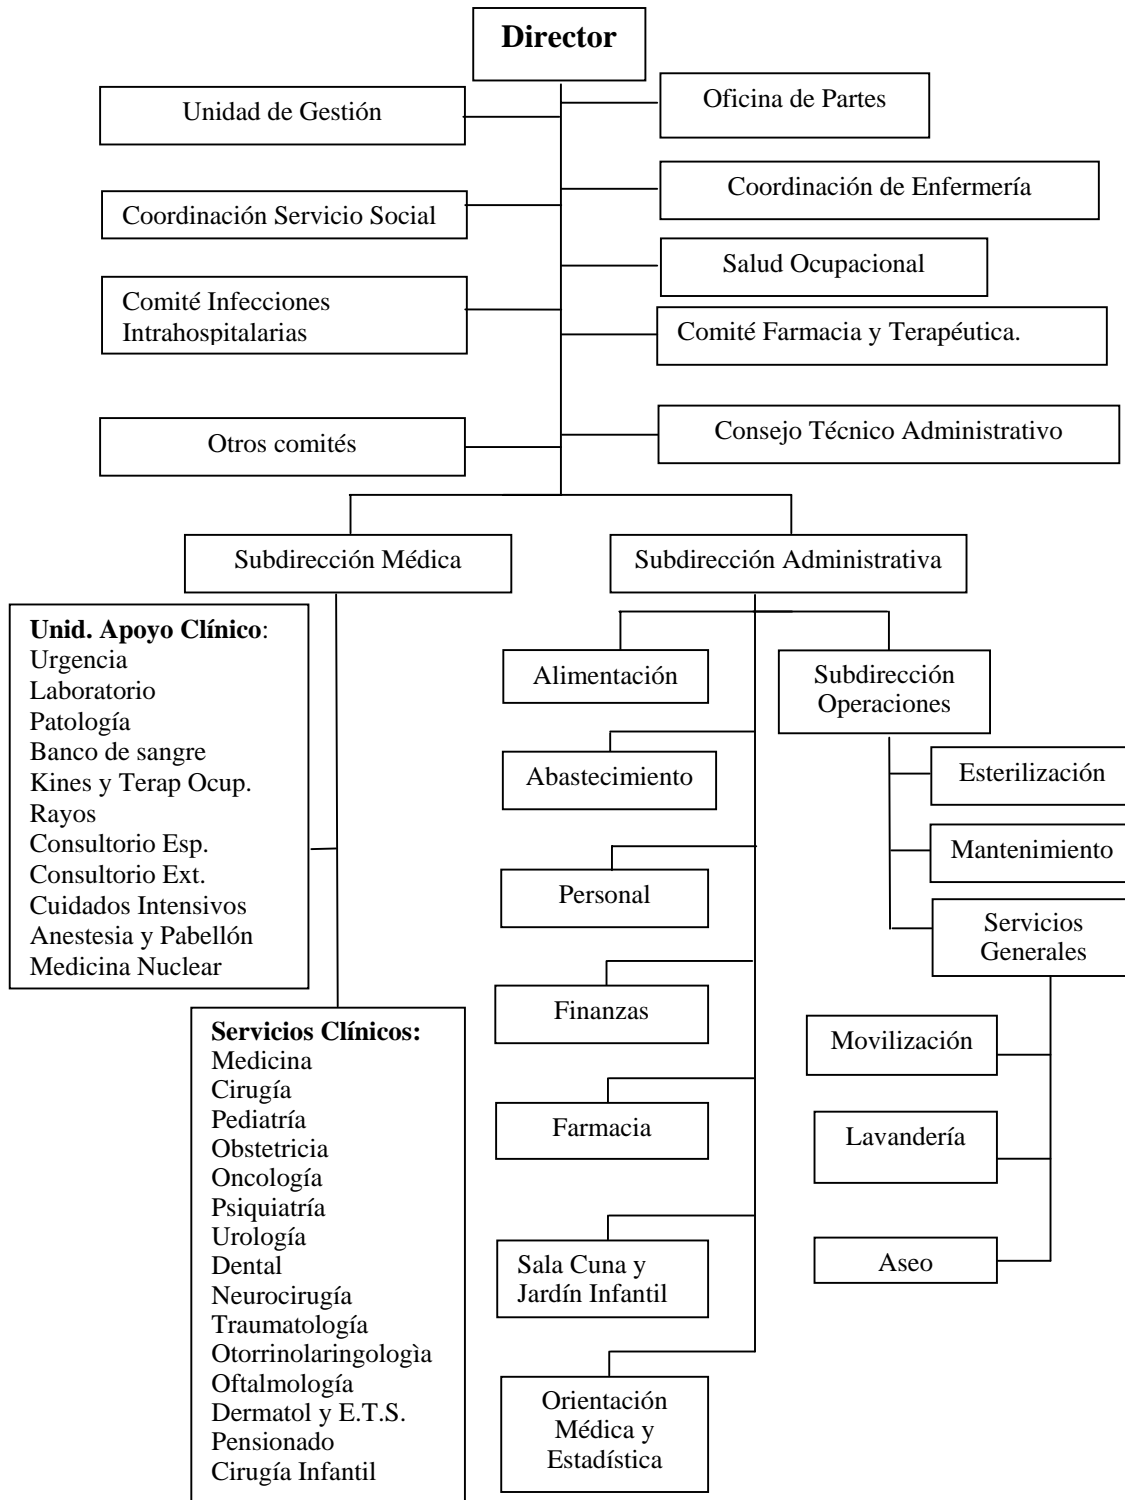 Director
Unidad de Gestión
Oficina de Partes
Coordinación de Enfermería
Coordinación Servicio Social
Salud Ocupacional
Comité Infecciones
Intrahospitalarias
Comité Farmacia y Terapéutica.
Otros comités
Consejo Técnico Administrativo
Subdirección Médica
Subdirección Administrativa
Unid. Apoyo Clínico:
Urgencia
Laboratorio
Patología
Banco de sangre
Kines y Terap Ocup.
Rayos
Consultorio Esp.
Consultorio Ext.
Cuidados Intensivos
Anestesia y Pabellón
Medicina Nuclear
Servicios Clínicos:
Medicina
Cirugía
Pediatría
Obstetricia
Oncología
Psiquiatría
Urología
Dental
Neurocirugía
Traumatología
Otorrinolaringologìa
Oftalmología
Dermatol y E.T.S.
Pensionado
Cirugía Infantil
Alimentación
Abastecimiento
Personal
Finanzas
Farmacia
Sala Cuna y
Jardín Infantil
Orientación
Médica y
Estadística
Subdirección
Operaciones
Esterilización
Mantenimiento
Servicios
Generales
Movilización
Lavandería
Aseo